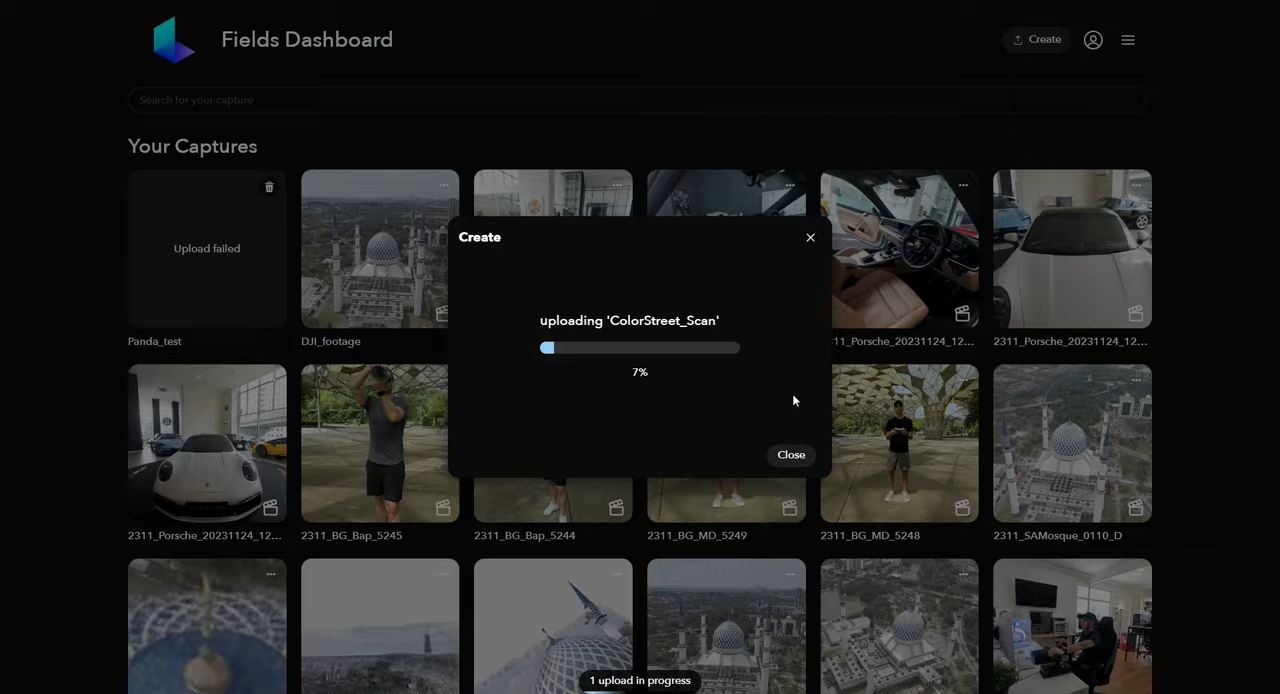 Fields Dashboard
Create
Search for your capture
Your Captures
Upload failed
Panda_test
DJI_footage
11_Porsche_20231124_12...
2311_Porsche_20231124_12...
Create
uploading 'ColorStreet_Scan'
7%
Close
2311_Porsche_20231124_12...
2311_BG_Bap_5245
2311_BG_Bap_5244
2311_BG_MD_5249
2311_BG_MD_5248
2311_SAMosque_0110_D
1 upload in progress